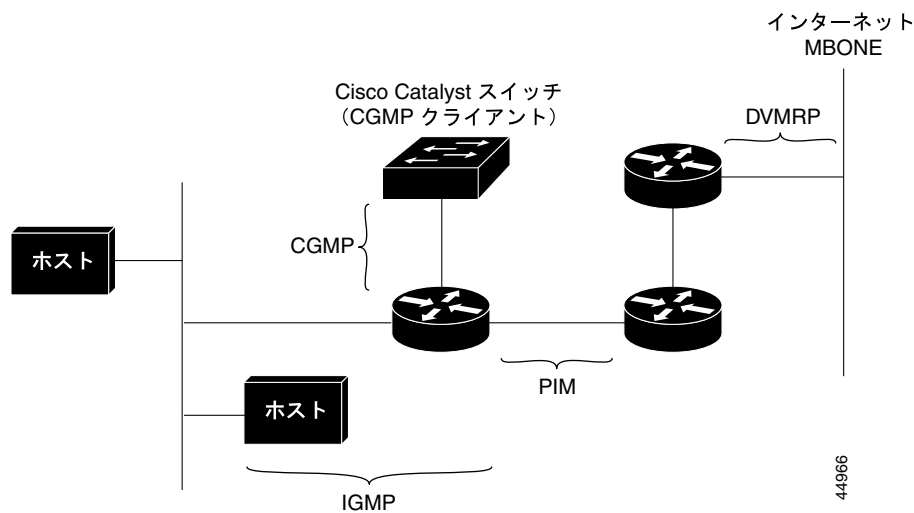 インターネット
MBONE
Cisco Catalyst スイッチ
(CGMP クライアント)
DVMRP
CGMP
ホスト
PIM
ホスト
IGMP
44966